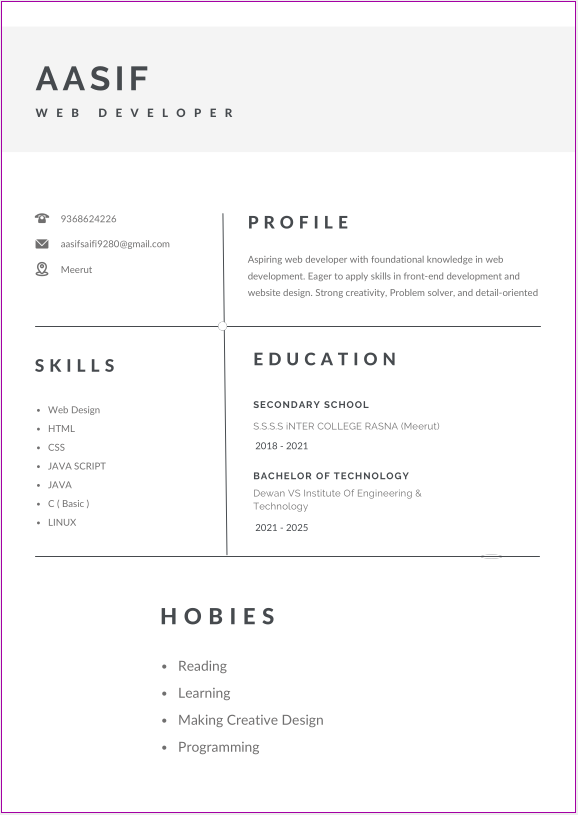 AASIF
WEB DEVELOPER
9368624226
aasifsaifi9280@gmail.com
Meerut
PROFILE
Aspiring web developer with foundational knowledge in web
development. Eager to apply skills in front-end development and
website design. Strong creativity, Problem solver, and detail-oriented
SKILLS
• Web Design
• HTML
• CSS
• JAVA SCRIPT
• JAVA
• C ( Basic )
• LINUX
EDUCATION
SECONDARY SCHOOL
S.S.S.S iNTER COLLEGE RASNA (Meerut)
2018 - 2021
BACHELOR OF TECHNOLOGY
Dewan VS Institute Of Engineering &
Technology
2021 - 2025
HOBIES
• Reading
• Learning
• Making Creative Design
• Programming